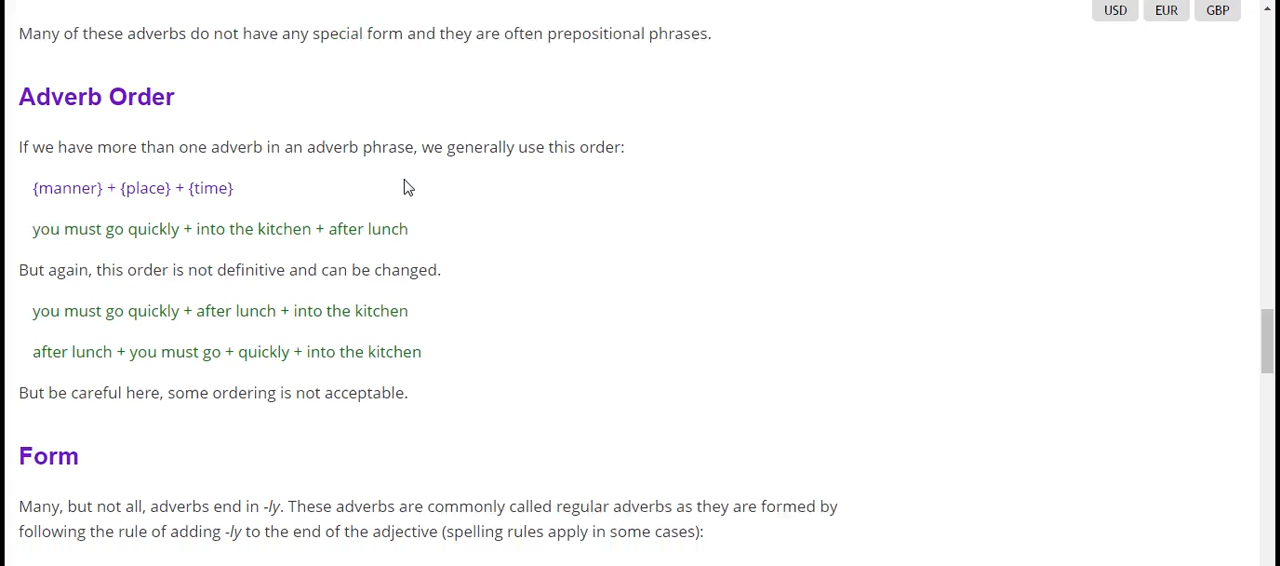 USD EUR GBP
Many of these adverbs do not have any special form and they are often prepositional phrases.
Adverb Order
If we have more than one adverb in an adverb phrase, we generally use this order:
{manner} + {place} + {time}
you must go quickly + into the kitchen + after lunch
But again, this order is not definitive and can be changed.
you must go quickly + after lunch + into the kitchen
after lunch + you must go + quickly + into the kitchen
But be careful here, some ordering is not acceptable.
Form
Many, but not all, adverbs end in -ly. These adverbs are commonly called regular adverbs as they are formed by
following the rule of adding -ly to the end of the adjective (spelling rules apply in some cases):